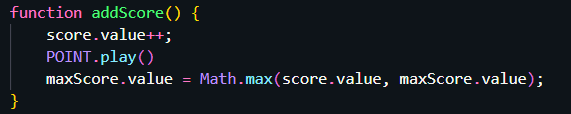 function addScore() {
    score.value++;
    POINT.play()
    maxScore.value = Math.max(score.value, maxScore.value);
}